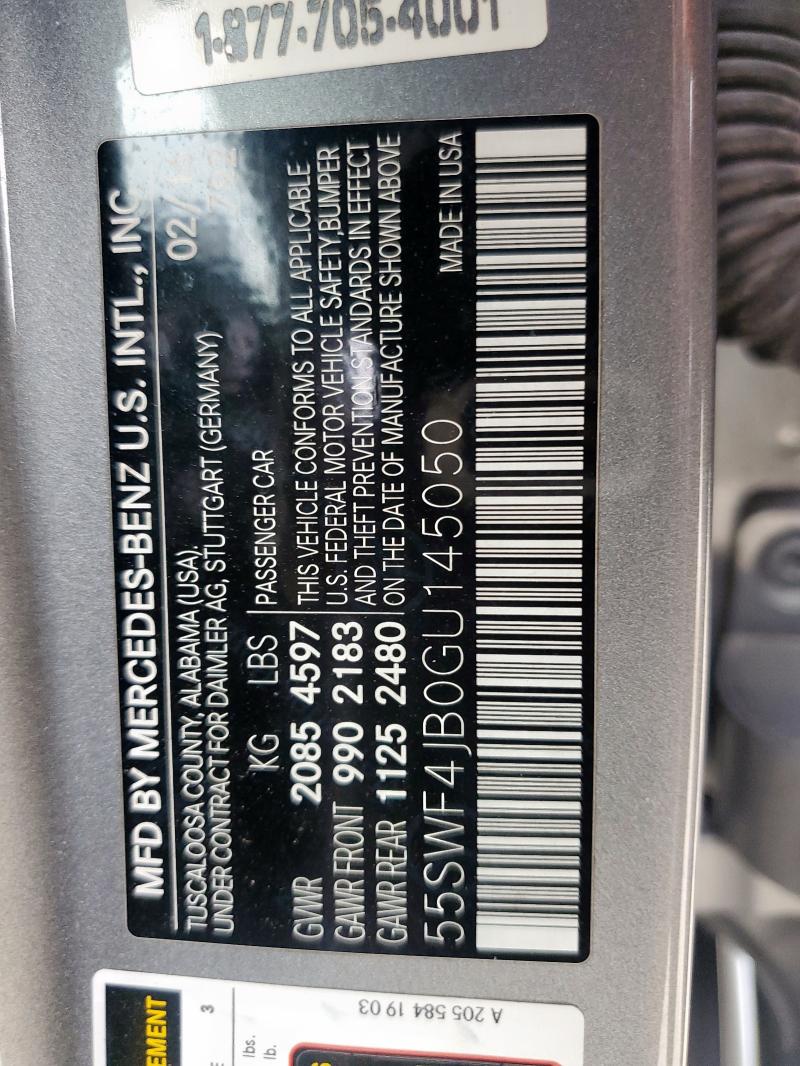 1-877-705-4001
MFD BY MERCEDES-BENZ U.S. INTL., INC
TUSCALOOSA COUNTY, ALABAMA (USA),
UNDER CONTRACT FOR DAIMLER AG, STUTTGART (GERMANY)
KG LBS
PASSENGER CAR
GVWR 2085 4597
GAWR FRONT 990 2183
GAWR REAR 1125 2480
THIS VEHICLE CONFORMS TO ALL APPLICABLE
U.S. FEDERAL MOTOR VEHICLE SAFETY,BUMPER
AND THEFT PREVENTION STANDARDS IN EFFECT
ON THE DATE OF MANUFACTURE SHOWN ABOVE
55SWF4JB0GU145050
MADE IN USA
EMENT
3
lbs.
lb.
A 205 584 19 03